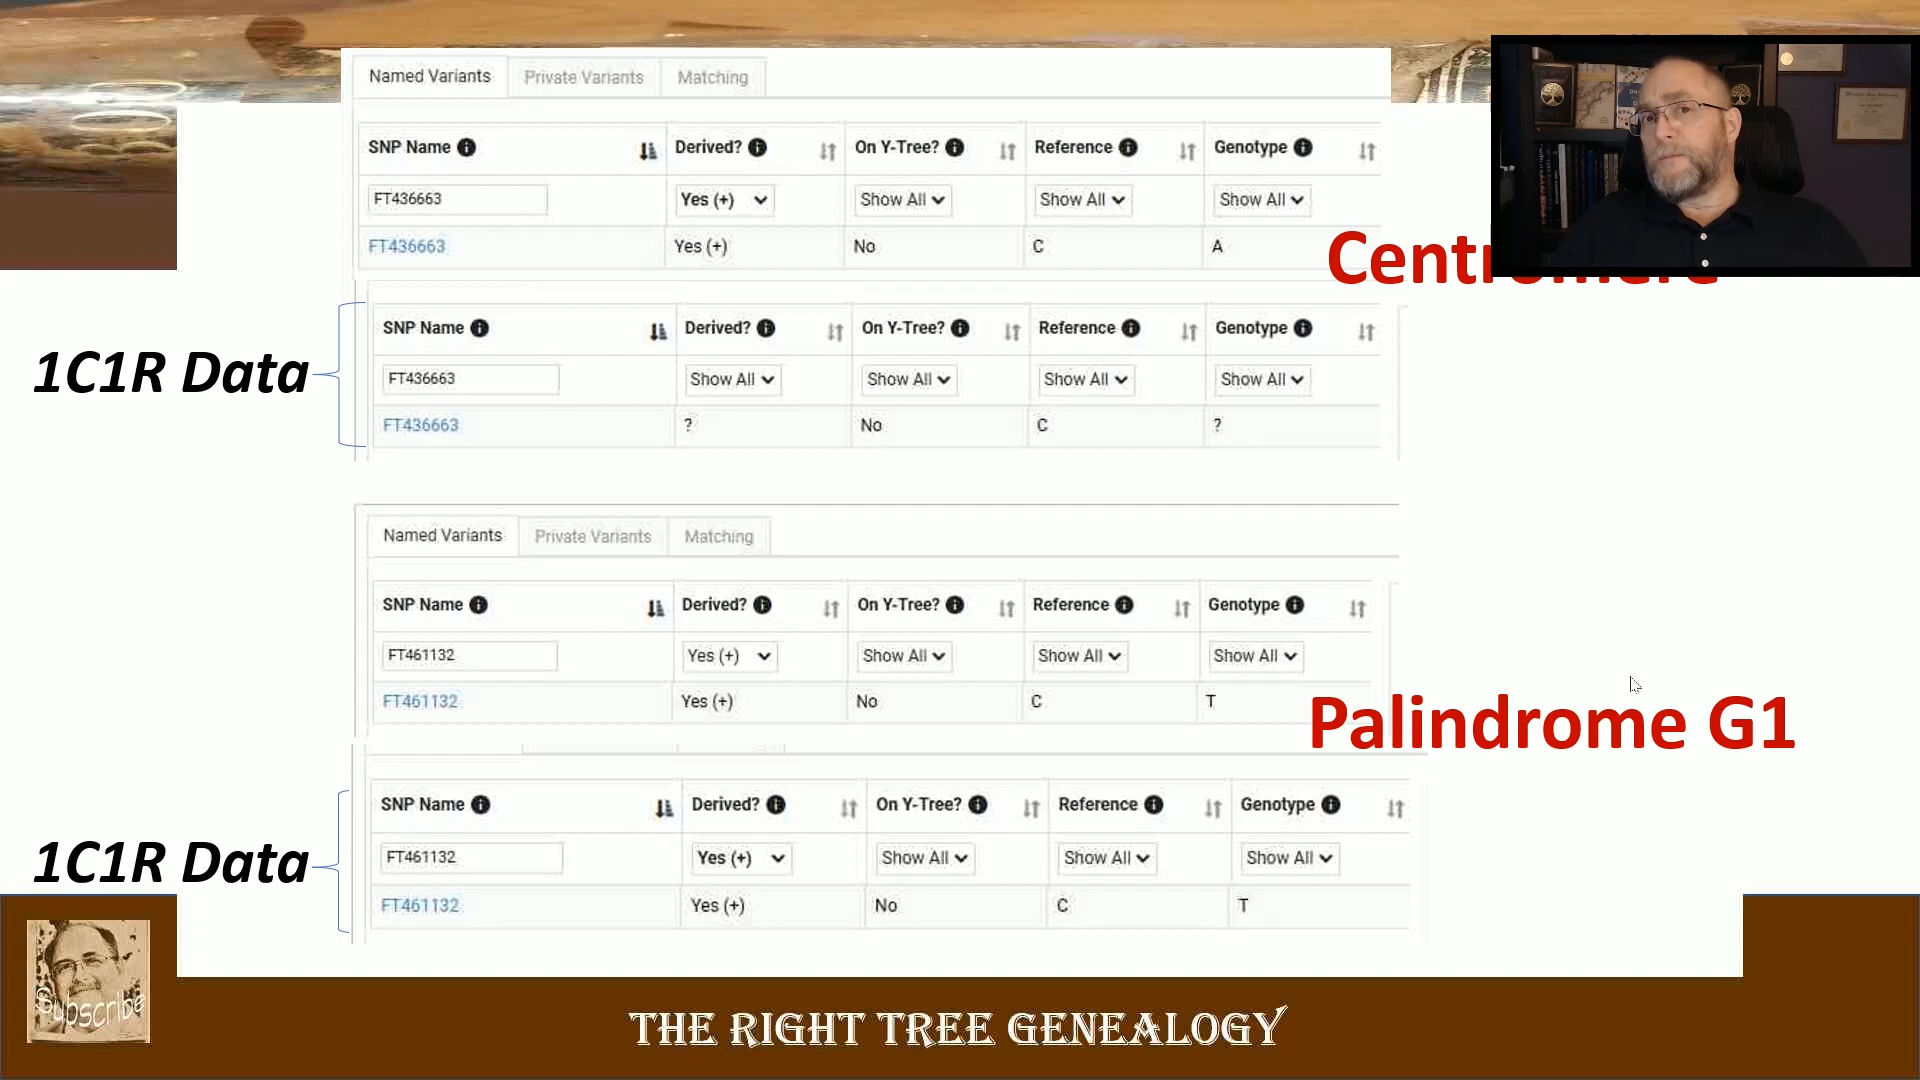 Named Variants Private Variants Matching
SNP Name Derived? On Y-Tree? Reference Genotype
FT436663 Yes (+) Show All Show All Show All
FT436663 Yes (+) No C A
Centromere
1C1R Data
SNP Name Derived? On Y-Tree? Reference Genotype
FT436663 Show All Show All Show All Show All
FT436663 ? No C ?
Named Variants Private Variants Matching
SNP Name Derived? On Y-Tree? Reference Genotype
FT461132 Yes (+) Show All Show All Show All
FT461132 Yes (+) No C T
Palindrome G1
1C1R Data
SNP Name Derived? On Y-Tree? Reference Genotype
FT461132 Yes (+) Show All Show All Show All
FT461132 Yes (+) No C T
Subscribe
THE RIGHT TREE GENEALOGY